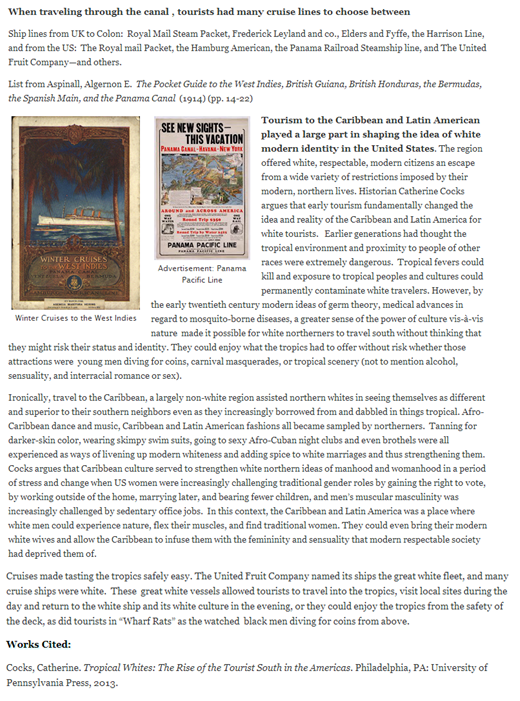 When traveling through the canal , tourists had many cruise lines to choose between
Ship lines from UK to Colon:  Royal Mail Steam Packet, Frederick Leyland and co., Elders and Fyffe, the Harrison Line,
and from the US:  The Royal mail Packet, the Hamburg American, the Panama Railroad Steamship line, and The United
Fruit Company—and others.
List from Aspinall, Algernon E.  The Pocket Guide to the West Indies, British Guiana, British Honduras, the Bermudas,
the Spanish Main, and the Panama Canal  (1914) (pp. 14-22)
WINTER CRUISES
WEST INDIES
PANAMA CANAL
Winter Cruises to the West Indies
SEE NEW SIGHTS—
THIS VACATION
PANAMA CANAL-HAVANA-NEW YORK
AROUND and ACROSS AMERICA
Round Trip $350
PANAMA PACIFIC LINE
Advertisement: Panama
Pacific Line
Tourism to the Caribbean and Latin American
played a large part in shaping the idea of white
modern identity in the United States. The region
offered white, respectable, modern citizens an escape
from a wide variety of restrictions imposed by their
modern, northern lives. Historian Catherine Cocks
argues that early tourism fundamentally changed the
idea and reality of the Caribbean and Latin America for
white tourists.   Earlier generations had thought the
tropical environment and proximity to people of other
races were extremely dangerous.  Tropical fevers could
kill and exposure to tropical peoples and cultures could
permanently contaminate white travelers. However, by
the early twentieth century modern ideas of germ theory, medical advances in
regard to mosquito-borne diseases, a greater sense of the power of culture vis-à-vis
nature  made it possible for white northerners to travel south without thinking that
they might risk their status and identity. They could enjoy what the tropics had to offer without risk whether those
attractions were  young men diving for coins, carnival masquerades, or tropical scenery (not to mention alcohol,
sensuality, and interracial romance or sex).
Ironically, travel to the Caribbean, a largely non-white region assisted northern whites in seeing themselves as different
and superior to their southern neighbors even as they increasingly borrowed from and dabbled in things tropical. Afro-
Caribbean dance and music, Caribbean and Latin American fashions all became sampled by northerners.  Tanning for
darker-skin color, wearing skimpy swim suits, going to sexy Afro-Cuban night clubs and even brothels were all
experienced as ways of livening up modern whiteness and adding spice to white marriages and thus strengthening them.
Cocks argues that Caribbean culture served to strengthen white northern ideas of manhood and womanhood in a period
of stress and change when US women were increasingly challenging traditional gender roles by gaining the right to vote,
by working outside of the home, marrying later, and bearing fewer children, and men's muscular masculinity was
increasingly challenged by sedentary office jobs.  In this context, the Caribbean and Latin America was a place where
white men could experience nature, flex their muscles, and find traditional women. They could even bring their modern
white wives and allow the Caribbean to infuse them with the femininity and sensuality that modern respectable society
had deprived them of.
Cruises made tasting the tropics safely easy. The United Fruit Company named its ships the great white fleet, and many
cruise ships were white.  These  great white vessels allowed tourists to travel into the tropics, visit local sites during the
day and return to the white ship and its white culture in the evening, or they could enjoy the tropics from the safety of
the deck, as did tourists in “Wharf Rats” as the watched  black men diving for coins from above.
Works Cited:
Cocks, Catherine. Tropical Whites: The Rise of the Tourist South in the Americas. Philadelphia, PA: University of
Pennsylvania Press, 2013.